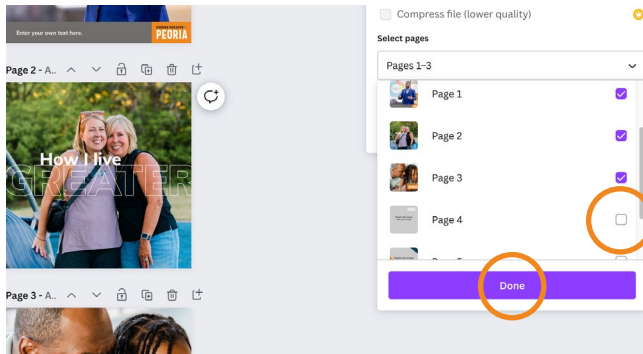 Enter your own text here.
PEORIA
Page 2 - A..
How I live
GREATER
Page 3 - A..
Compress file (lower quality)
Select pages
Pages 1–3
Page 1
Page 2
Page 3
Page 4
Done